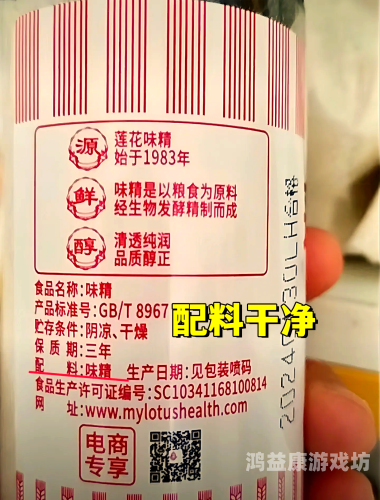 源
莲花味精
始于1983年
鲜
味精是以粮食为原料
经生物发酵精制而成
醇
清透纯润
品质醇正
食品名称:味精
产品标准号:GB/T 8967
贮存条件:阴凉、干燥
保质期:三年
配料:味精 生产日期:见包装喷码
食品生产许可证编号:SC10341168100814
网址:www.mylotushealth.com
电商
专享
配料干净
鸿益康游戏坊